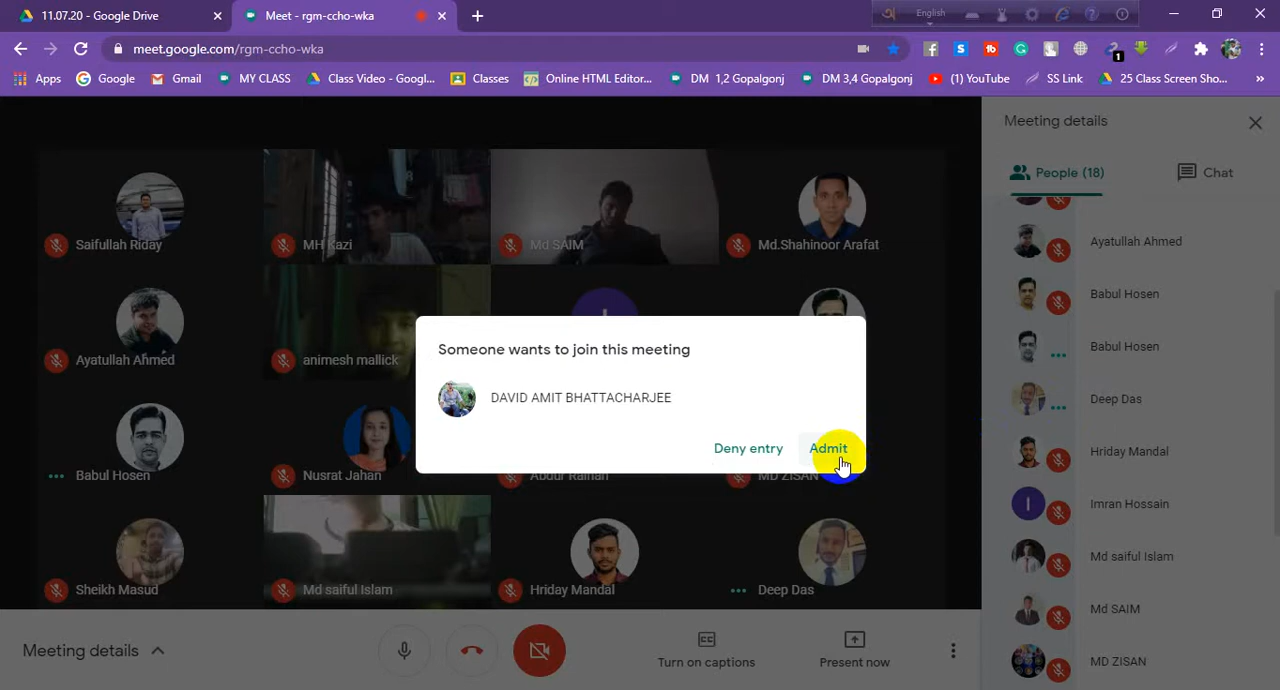 11.07.20 - Google Drive
Meet - rgm-ccho-wka
English
meet.google.com/rgm-ccho-wka
1
Apps
Google
Gmail
MY CLASS
Class Video - Googl...
Classes
Online HTML Editor...
DM 1,2 Gopalgonj
DM 3,4 Gopalgonj
(1) YouTube
SS Link
25 Class Screen Sho...
»
Meeting details
People (18)
Chat
Saifullah Riday
MH Kazi
Md SAIM
Md.Shahinoor Arafat
Ayatullah Ahmed
animesh mallick
I
Babul Hosen
Nusrat Jahan
Abdur Raihan
MD ZISAN
Sheikh Masud
Md saiful Islam
Hriday Mandal
Deep Das
Someone wants to join this meeting
DAVID AMIT BHATTACHARJEE
Deny entry
Admit
Ayatullah Ahmed
Babul Hosen
Babul Hosen
Deep Das
Hriday Mandal
I
Imran Hossain
Md saiful Islam
Md SAIM
MD ZISAN
Meeting details
CC
Turn on captions
Present now